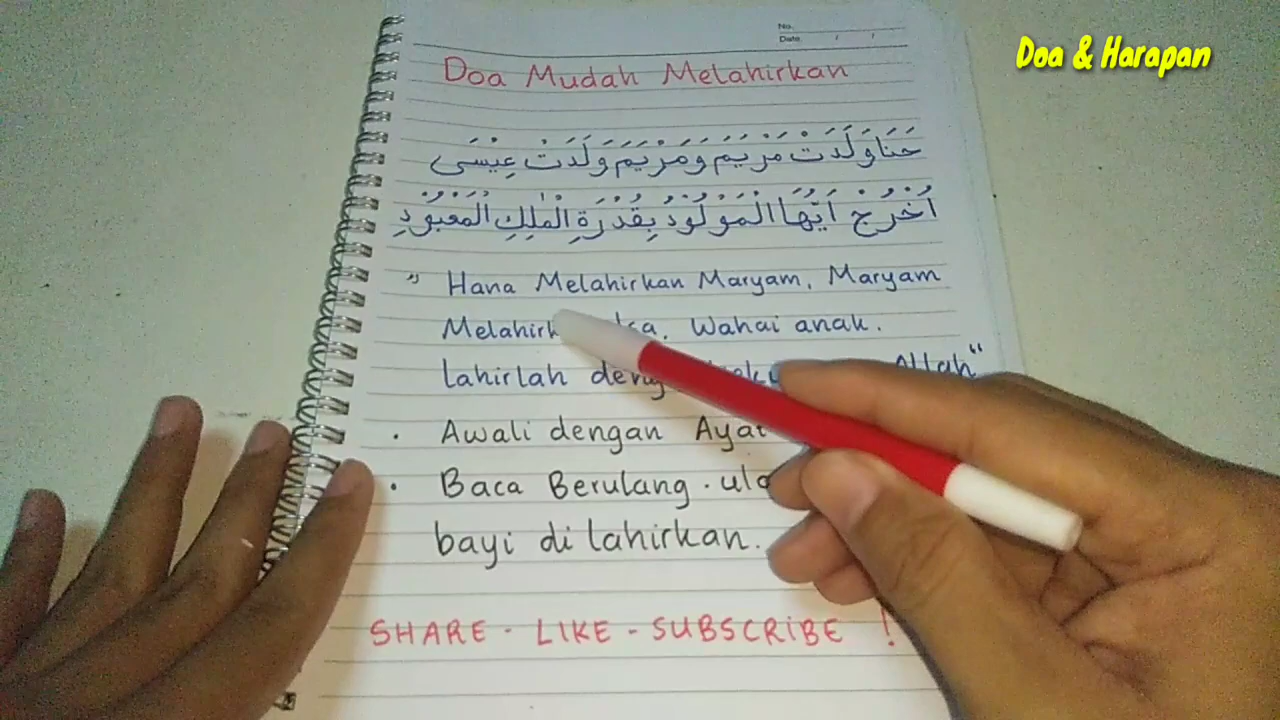 Doa & Harapan
No.
Date. / /
Doa Mudah Melahirkan
حَنَا وَلَدَتْ مَرْيَمَ وَمَرْيَمَ وَلَدَتْ عِيْسَى
اُخْرُجْ اَيُّهَا الْمَوْلُوْدُ بِقُدْرَةِ الْمَلِكِ الْمَعْبُوْدِ
" Hana Melahirkan Maryam, Maryam
Wahai anak.
Lahirlah Allah"
• Awali dengan Ayat
• Baca Berulang-
bayi di lahirkan.
SHARE - LIKE - SUBSCRIBE !